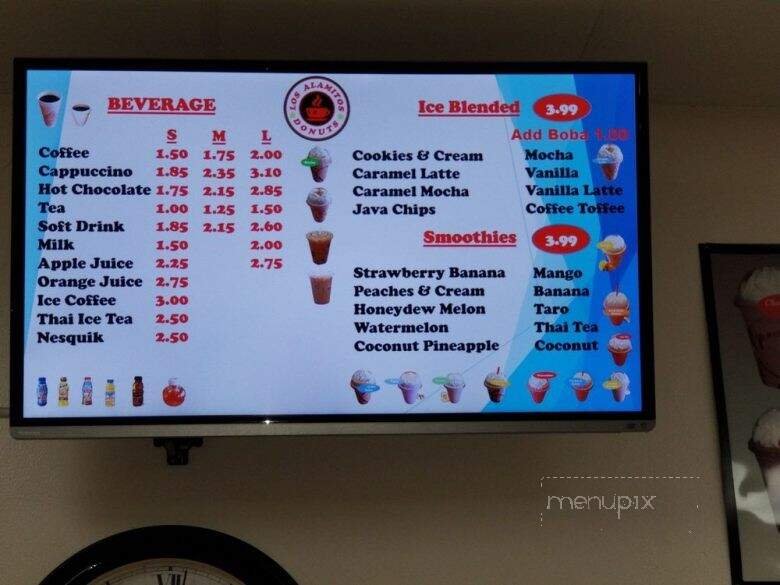 BEVERAGE
S M L
Coffee 1.50 1.75 2.00
Cappuccino 1.85 2.35 3.10
Hot Chocolate 1.75 2.15 2.85
Tea 1.00 1.25 1.50
Soft Drink 1.85 2.15 2.60
Milk 1.50 2.00
Apple Juice 2.25 2.75
Orange Juice 2.75
Ice Coffee 3.00
Thai Ice Tea 2.50
Nesquik 2.50
LOS ALAMITOS
DONUTS
Ice Blended 3.99
Add Boba 1.00
Cookies & Cream Mocha
Caramel Latte Vanilla
Caramel Mocha Vanilla Latte
Java Chips Coffee Toffee
Smoothies 3.99
Strawberry Banana Mango
Peaches & Cream Banana
Honeydew Melon Taro
Watermelon Thai Tea
Coconut Pineapple Coconut
menupix
VII